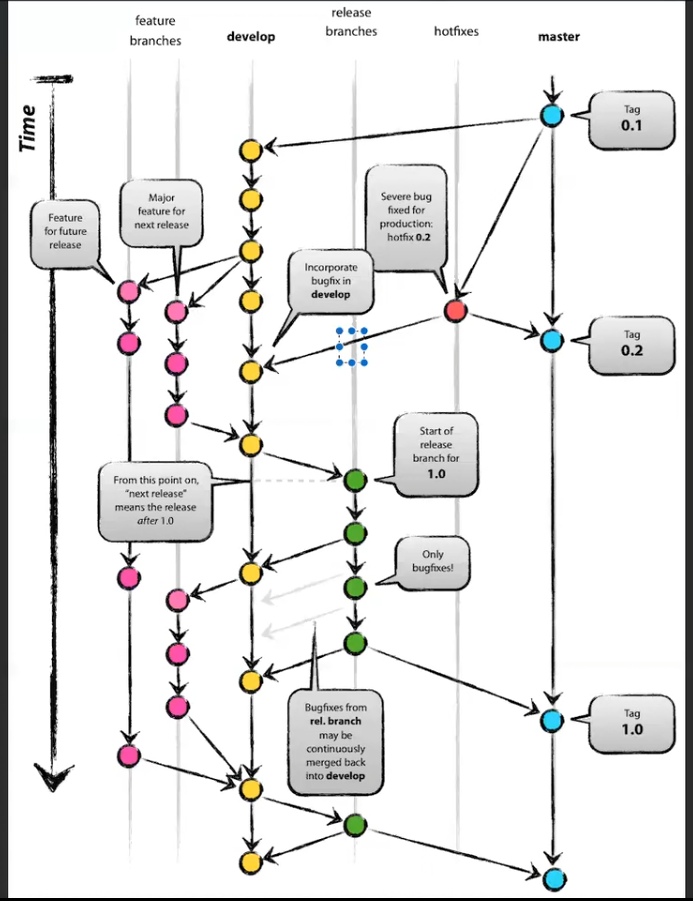 feature
branches
develop
release
branches
hotfixes
master
Time
Tag
0.1
Feature
for future
release
Major
feature for
next release
Severe bug
fixed for
production:
hotfix 0.2
Incorporate
bugfix in
develop
Tag
0.2
Start of
release
branch for
1.0
From this point on,
“next release”
means the release
after 1.0
Only
bugfixes!
Bugfixes from
rel. branch
may be
continuously
merged back
into develop
Tag
1.0